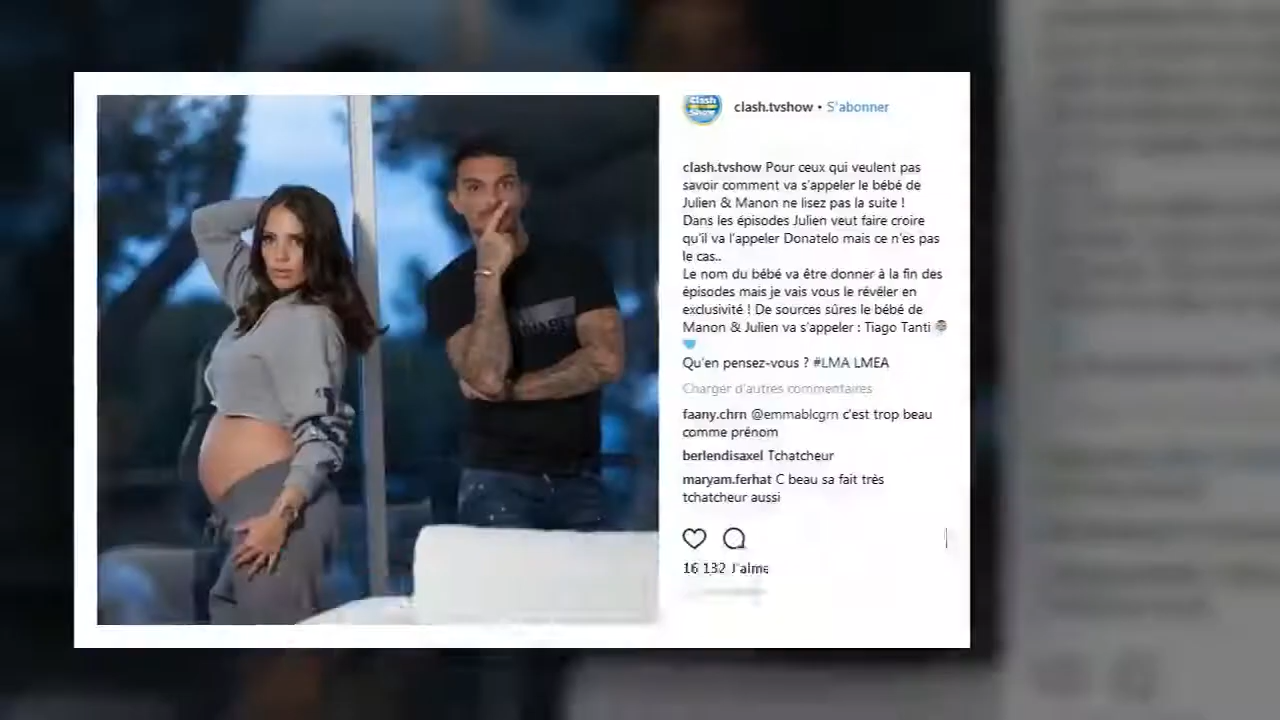 Clash
Show
clash.tvshow • S'abonner
clash.tvshow Pour ceux qui veulent pas
savoir comment va s'appeler le bébé de
Julien & Manon ne lisez pas la suite !
Dans les épisodes Julien veut faire croire
qu'il va l'appeler Donatelo mais ce n'es pas
le cas..
Le nom du bébé va être donner à la fin des
épisodes mais je vais vous le révéler en
exclusivité ! De sources sûres le bébé de
Manon & Julien va s'appeler : Tiago Tanti 👶🏼
💙
Qu'en pensez-vous ? #LMA LMEA
Charger d'autres commentaires
faany.chrn @emmablcgrn c'est trop beau
comme prénom
berlendisaxel Tchatcheur
maryam.ferhat C beau sa fait très
tchatcheur aussi
16 132 J'aime